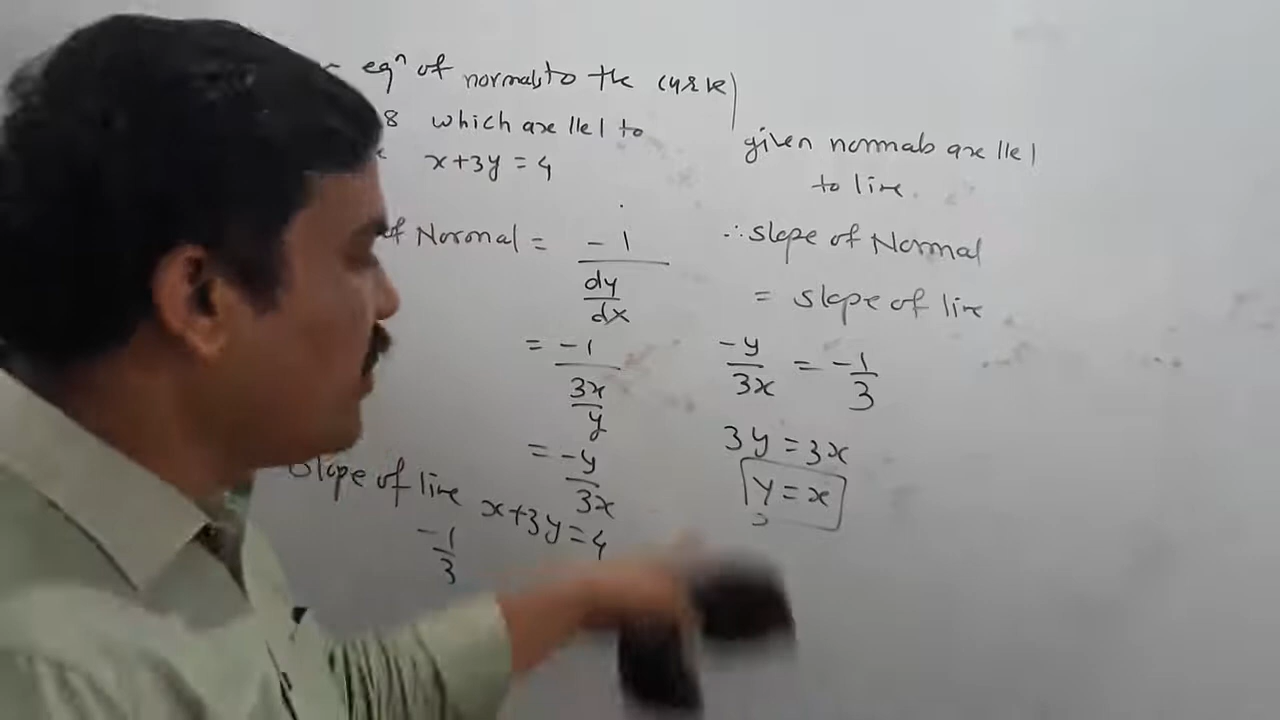 eqⁿ of normals to the curve
8 which are llel to
x+3y = 4
of Normal = -1 / dy/dx
= -1 / 3x/y
= -y/3x
Slope of line x+3y=4
-1/3
given normals are llel
to line.
∴ slope of Normal
= slope of line
-y/3x = -1/3
3y = 3x
y = x